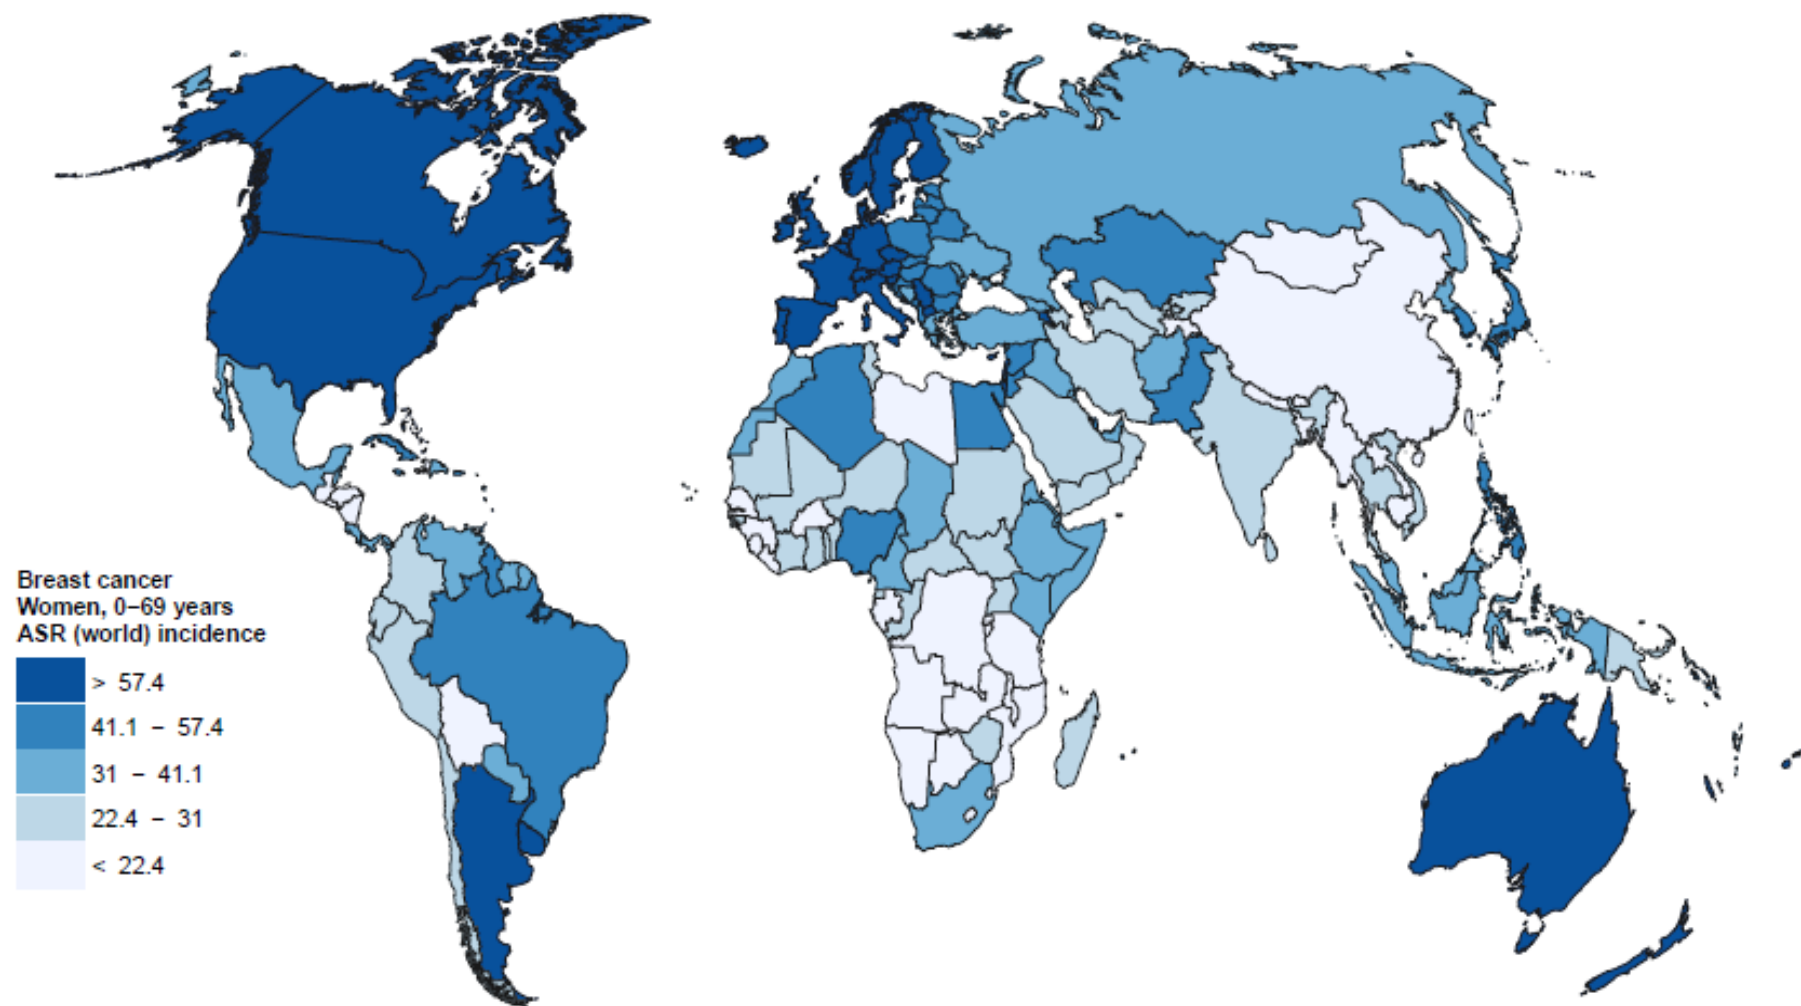 Breast cancer
Women, 0–69 years
ASR (world) incidence
> 57.4
41.1 – 57.4
31 – 41.1
22.4 – 31
< 22.4